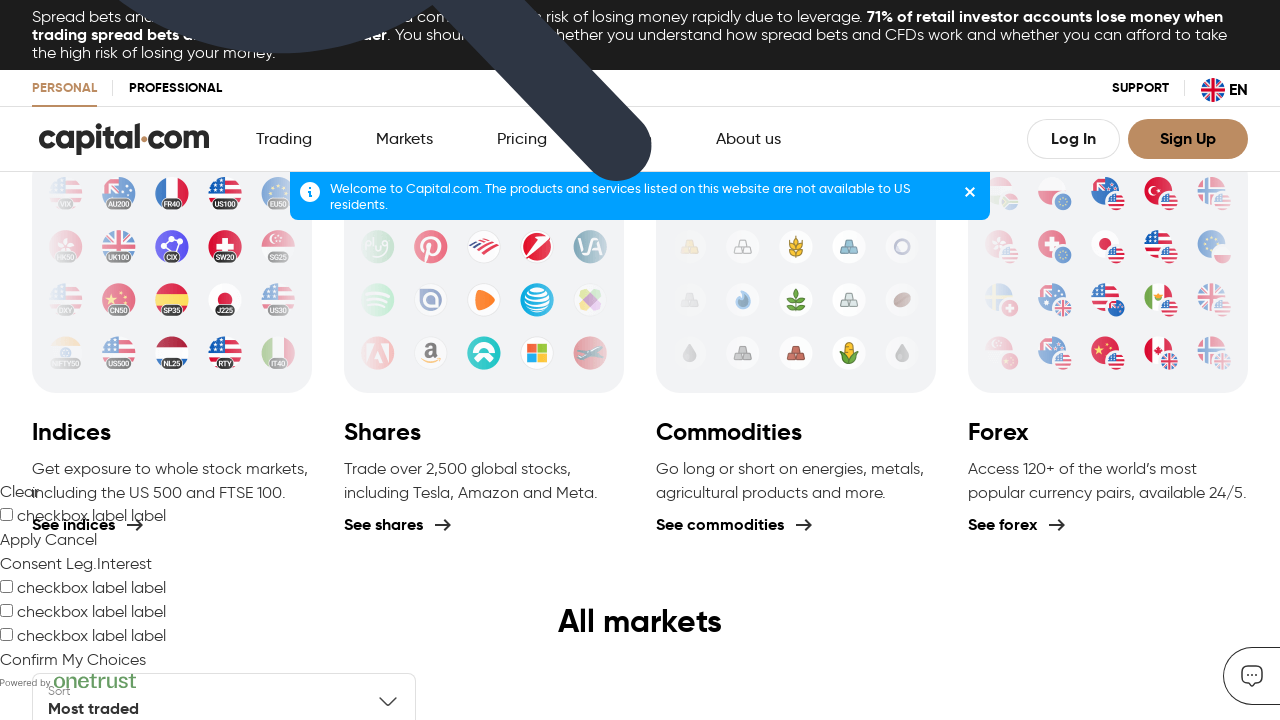 Spread bets and
risk of losing money rapidly due to leverage. 71% of retail investor accounts lose money when
trading spread bets
. You should
whether you understand how spread bets and CFDs work and whether you can afford to take
the high risk of losing your money.
PERSONAL PROFESSIONAL SUPPORT EN
capital.com Trading Markets Pricing About us Log In Sign Up
Welcome to Capital.com. The products and services listed on this website are not available to US
residents.
VIX AU200 FR40 US100 EU50
HK50 UK100 CIX SW20 SG25
DXY CN50 SP35 J225 US30
NIFTY50 US500 NL25 RTY IT40
Indices
Get exposure to whole stock markets,
including the US 500 and FTSE 100.
See indices
Shares
Trade over 2,500 global stocks,
including Tesla, Amazon and Meta.
See shares
Commodities
Go long or short on energies, metals,
agricultural products and more.
See commodities
Forex
Access 120+ of the world’s most
popular currency pairs, available 24/5.
See forex
Clear
checkbox label label
Apply Cancel
Consent Leg.Interest
checkbox label label
checkbox label label
checkbox label label
Confirm My Choices
Powered by onetrust
All markets
Sort
Most traded